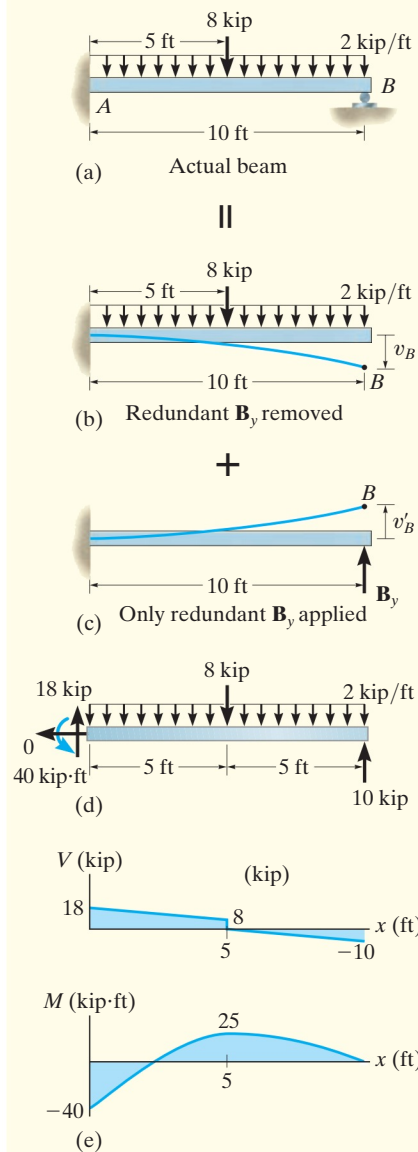 8 kip
5 ft
2 kip/ft
A
B
10 ft
(a) Actual beam
=
8 kip
5 ft
2 kip/ft
v_B
10 ft
B
(b) Redundant B_y removed
+
B
v'_B
10 ft
B_y
(c) Only redundant B_y applied
8 kip
18 kip
2 kip/ft
0
40 kip·ft
5 ft
5 ft
(d)
10 kip
V (kip)
(kip)
18
8
x (ft)
5
−10
M (kip·ft)
25
x (ft)
5
−40
(e)